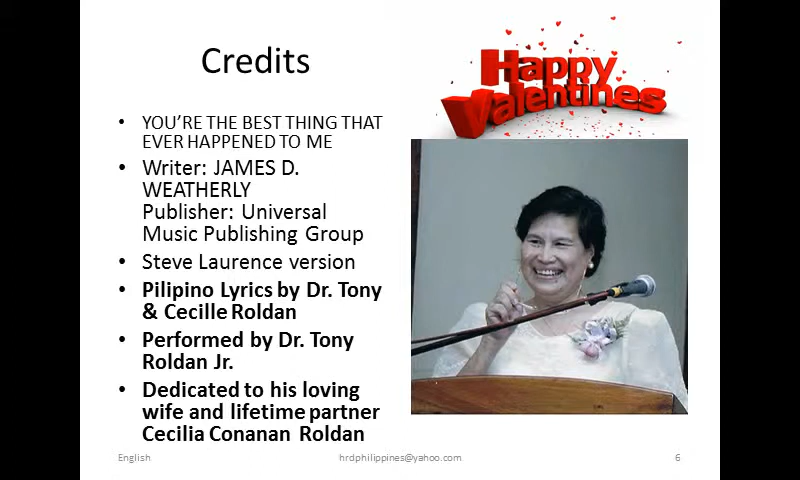 Credits
Happy
Valentines
• YOU’RE THE BEST THING THAT
EVER HAPPENED TO ME
• Writer: JAMES D.
WEATHERLY
Publisher: Universal
Music Publishing Group
• Steve Laurence version
• Pilipino Lyrics by Dr. Tony
& Cecille Roldan
• Performed by Dr. Tony
Roldan Jr.
• Dedicated to his loving
wife and lifetime partner
Cecilia Conanan Roldan
English
hrdphilippines@yahoo.com
6